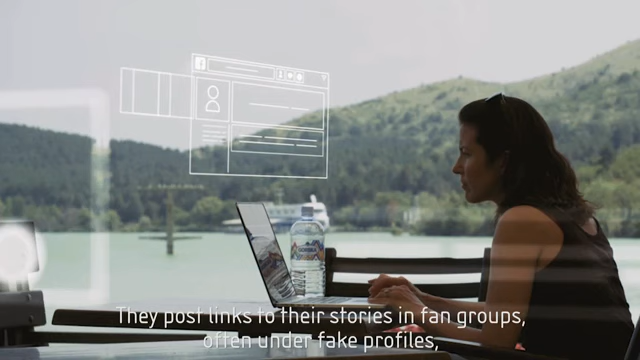 They post links to their stories in fan groups,
often under fake profiles,